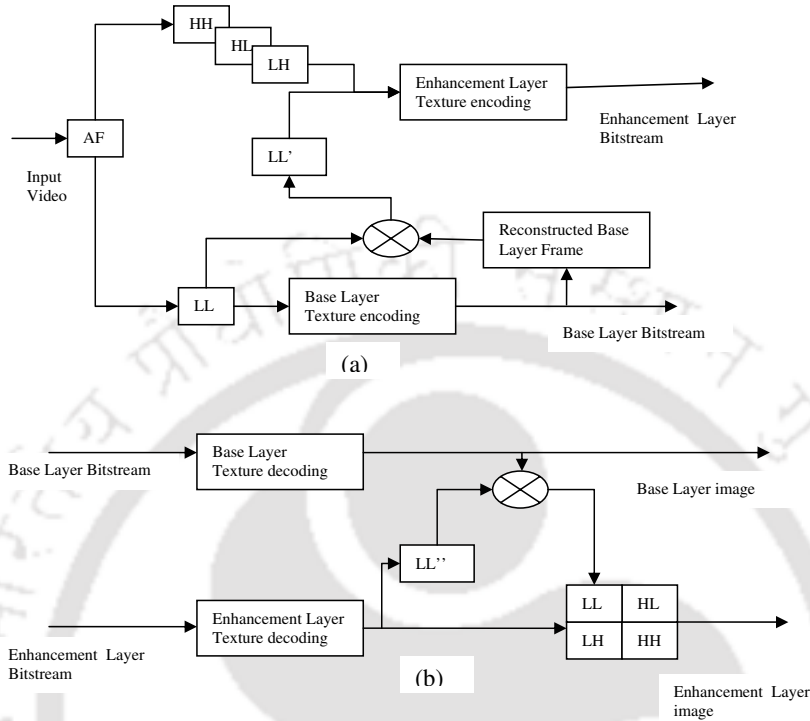 HH
HL
LH
Enhancement Layer
Texture encoding
Enhancement Layer
Bitstream
AF
Input
Video
LL’
Reconstructed Base
Layer Frame
LL
Base Layer
Texture encoding
Base Layer Bitstream
(a)
Base Layer Bitstream
Base Layer
Texture decoding
Base Layer image
LL’’
Enhancement Layer
Bitstream
Enhancement Layer
Texture decoding
LL HL
LH HH
(b)
Enhancement Layer
image